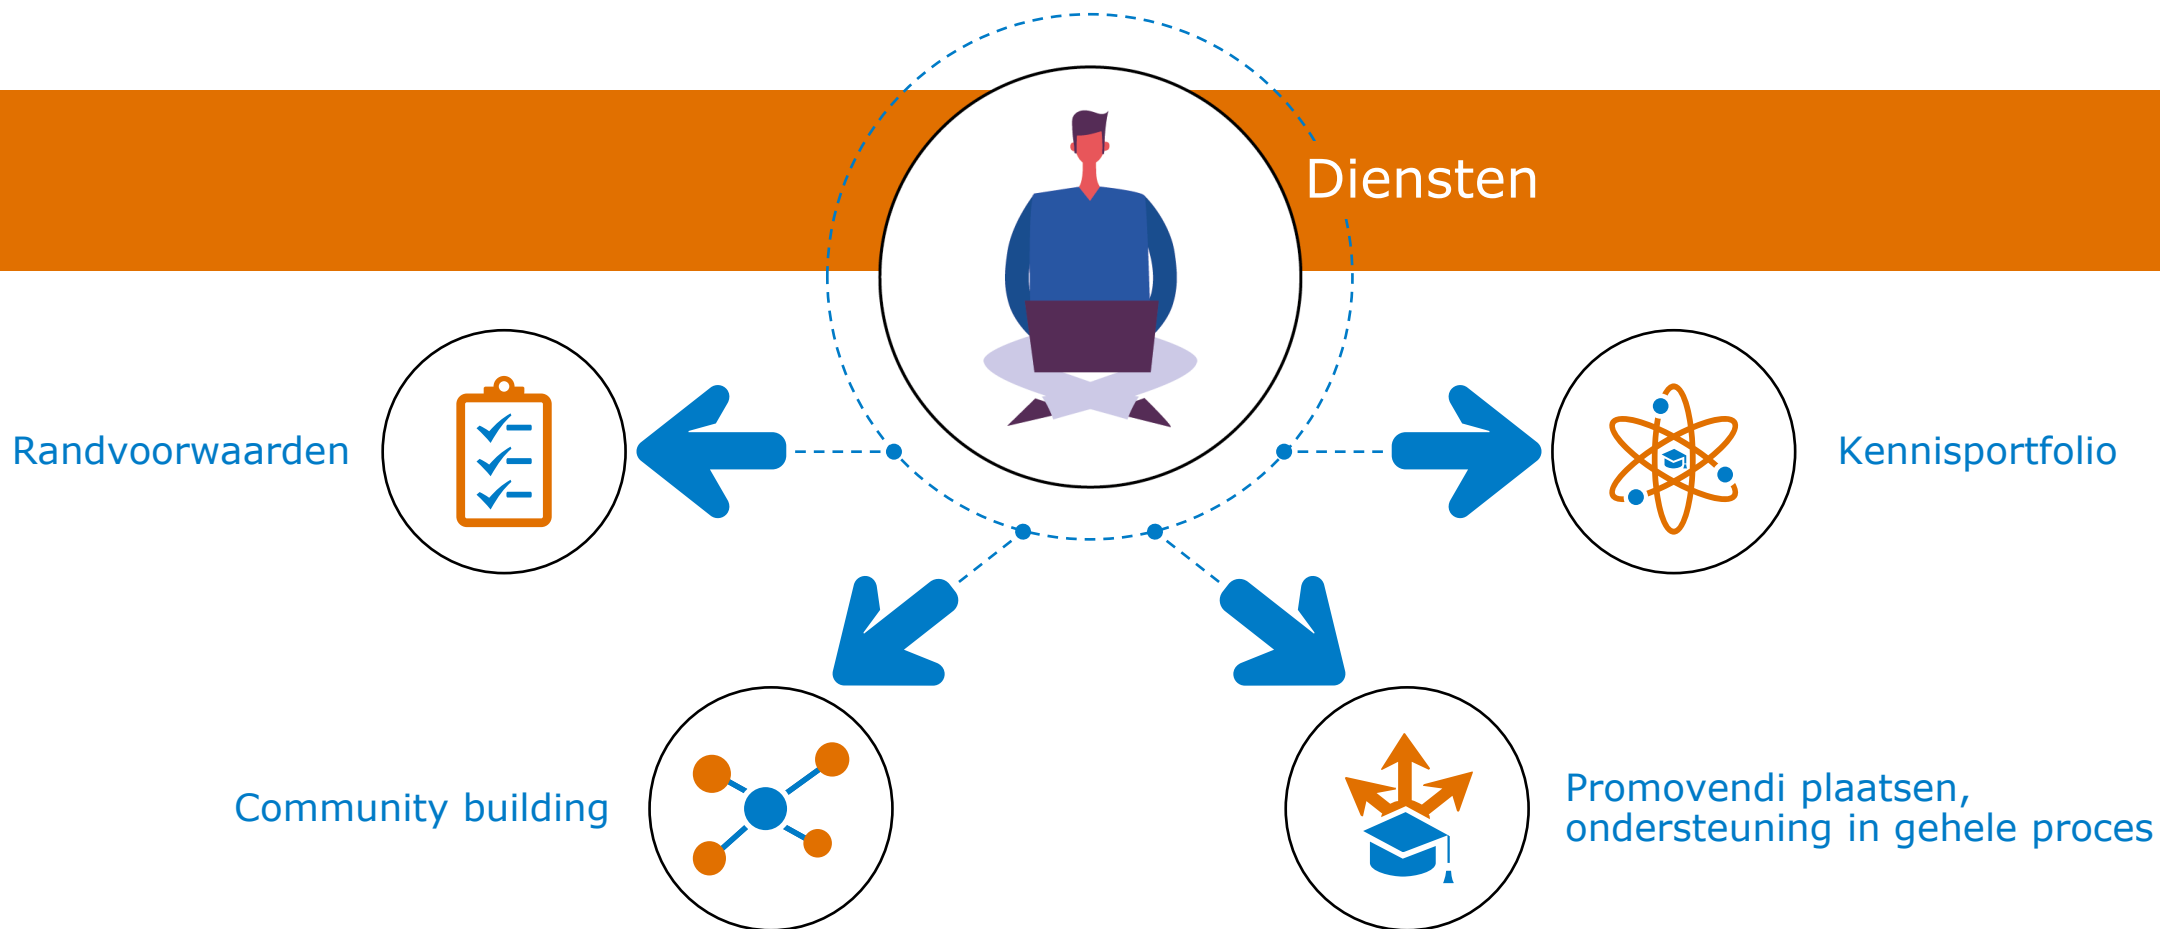 Diensten
Randvoorwaarden
Kennisportfolio
Community building
Promovendi plaatsen,
ondersteuning in gehele proces